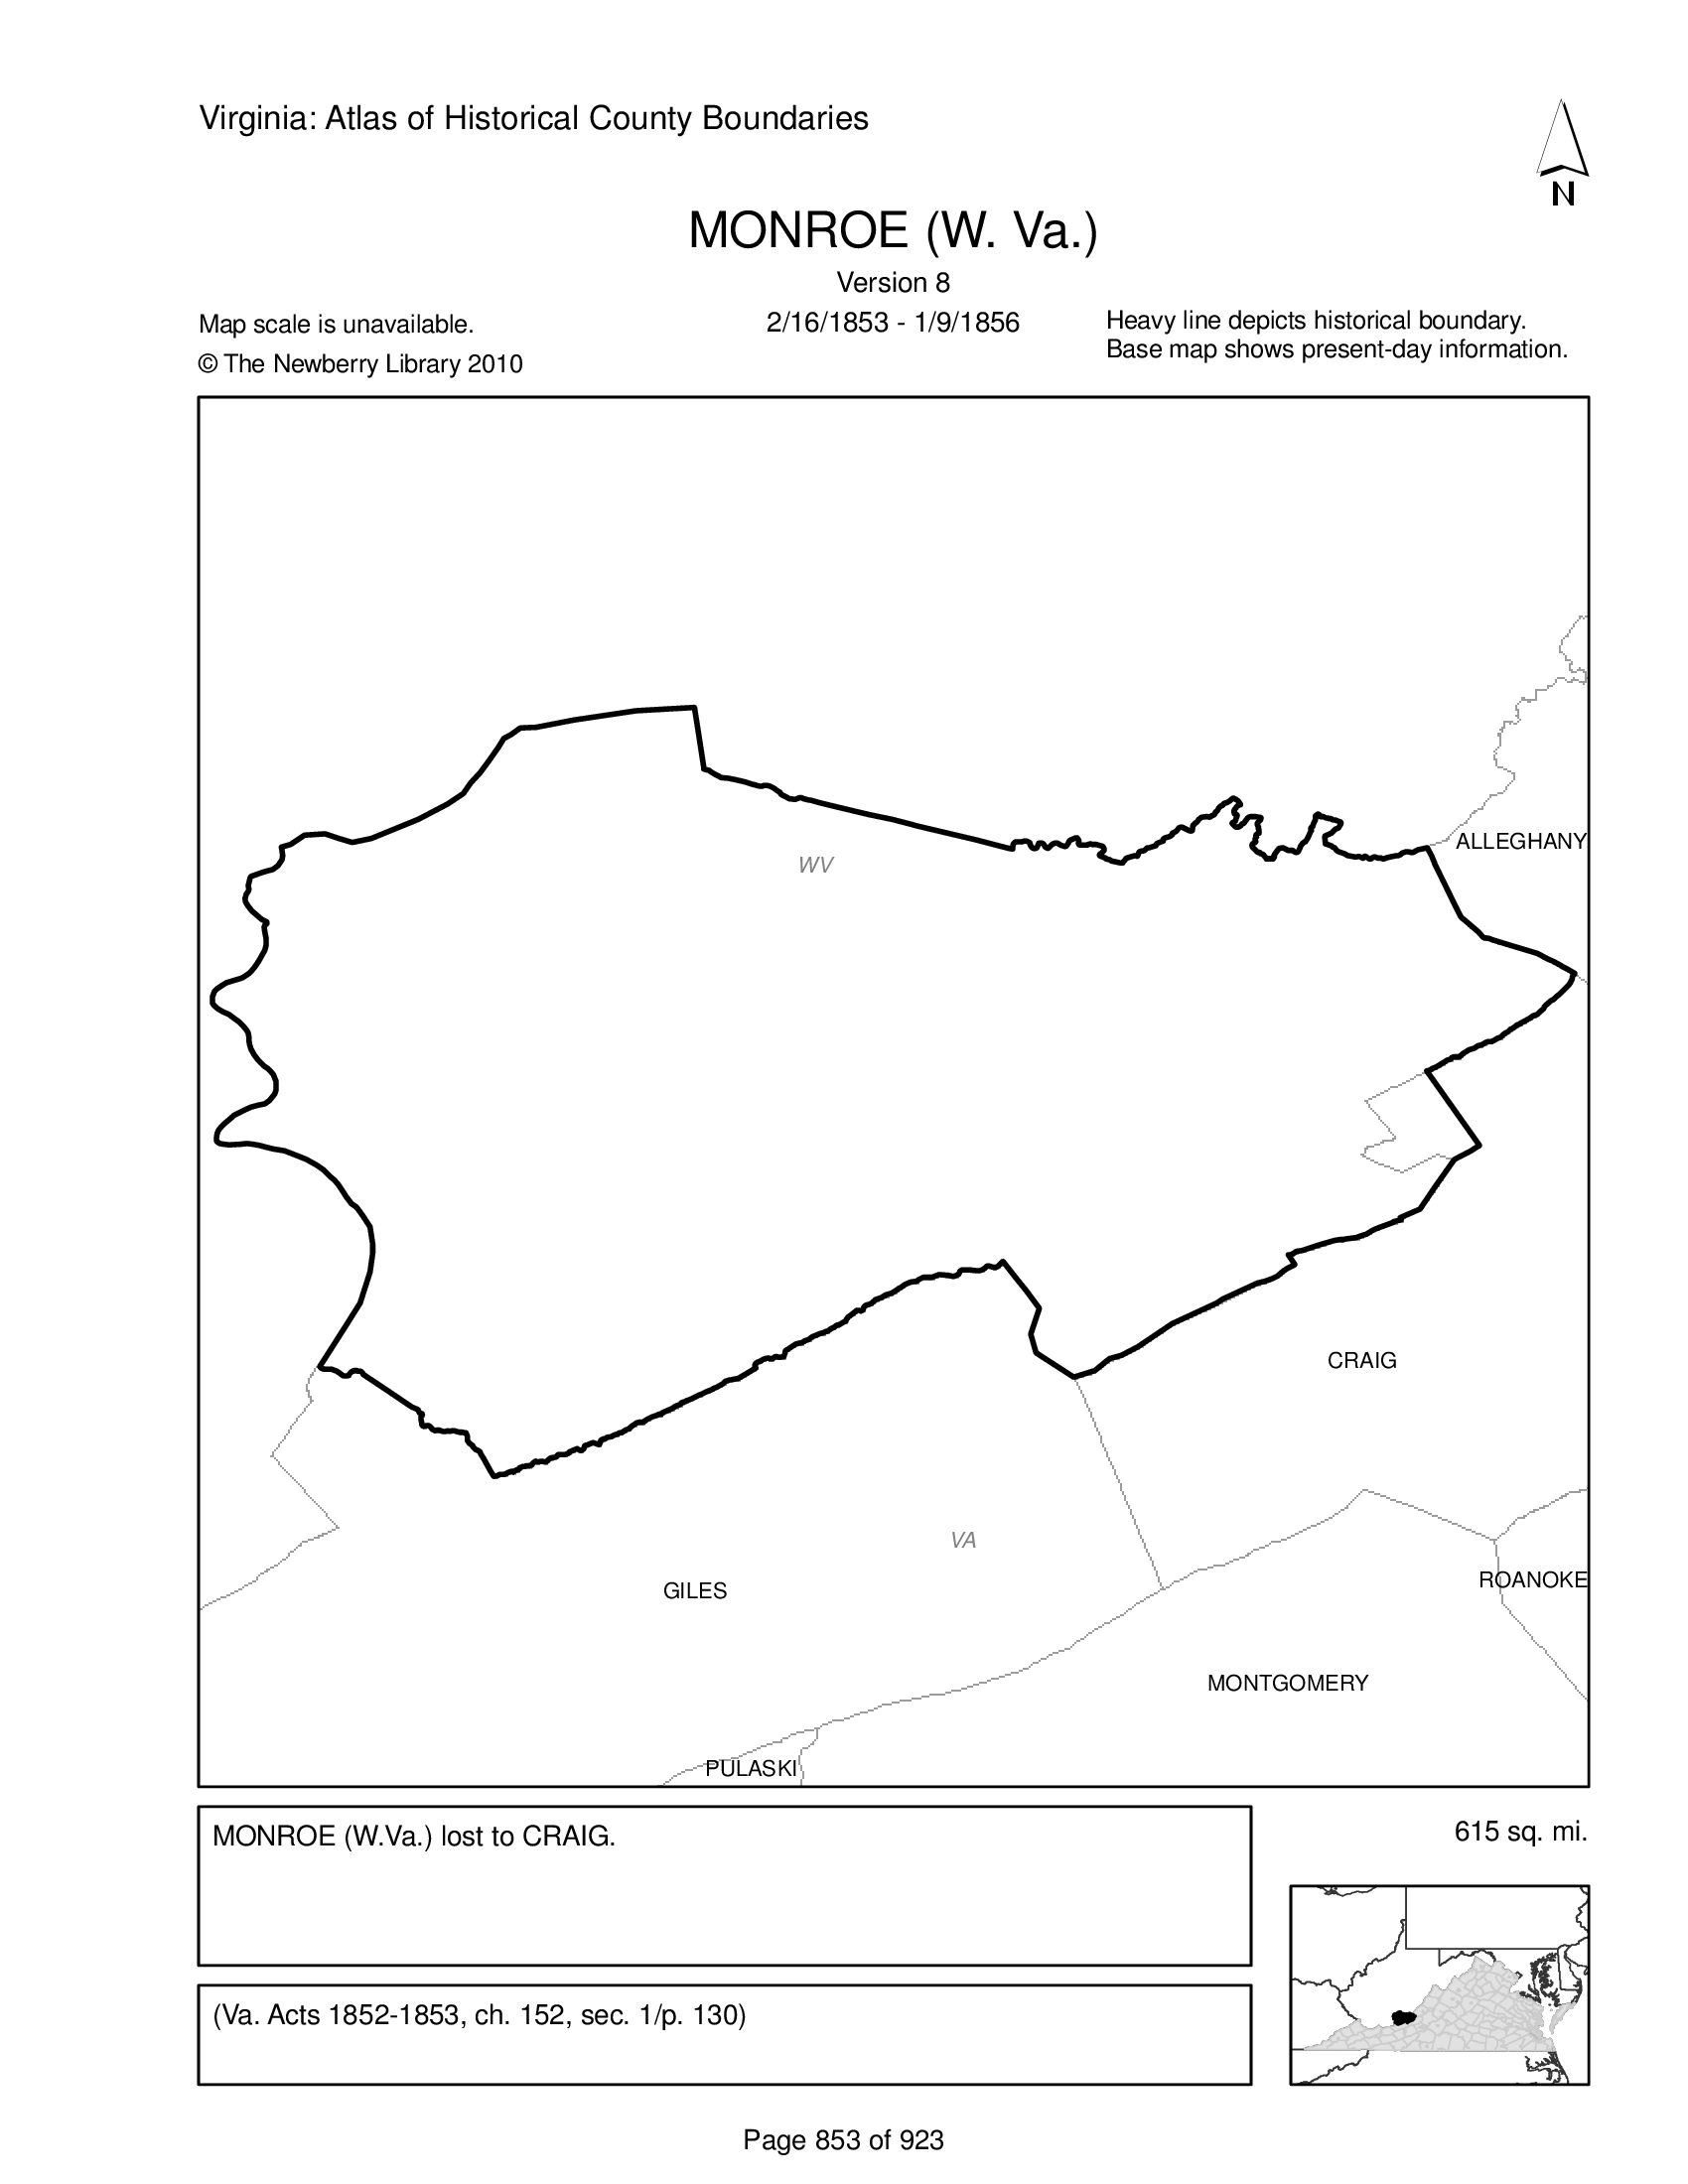 Virginia: Atlas of Historical County Boundaries
N
MONROE (W. Va.)
Version 8
Map scale is unavailable.
2/16/1853 - 1/9/1856
Heavy line depicts historical boundary.
Base map shows present-day information.
© The Newberry Library 2010
ALLEGHANY
WV
CRAIG
VA
GILES
ROANOKE
MONTGOMERY
PULASKI
MONROE (W.Va.) lost to CRAIG.
615 sq. mi.
(Va. Acts 1852-1853, ch. 152, sec. 1/p. 130)
Page 853 of 923